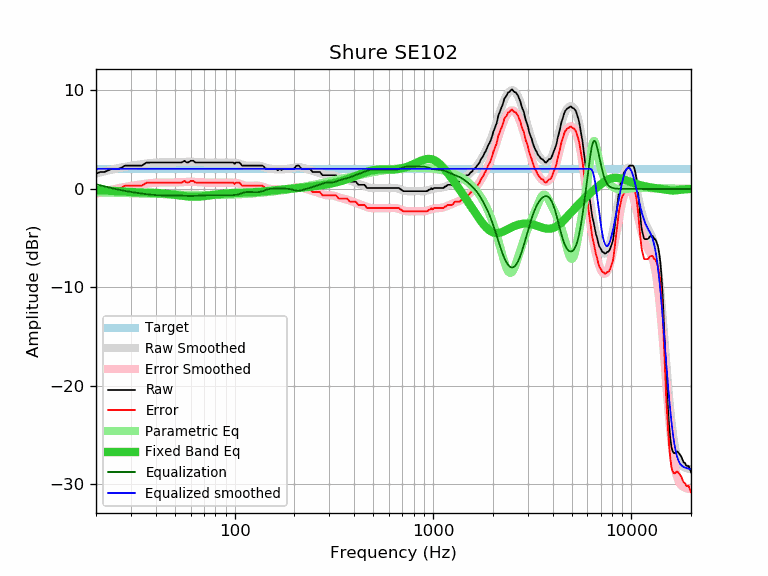 Shure SE102
Amplitude (dBr)
10
0
−10
−20
−30
Target
Raw Smoothed
Error Smoothed
Raw
Error
Parametric Eq
Fixed Band Eq
Equalization
Equalized smoothed
100
1000
10000
Frequency (Hz)